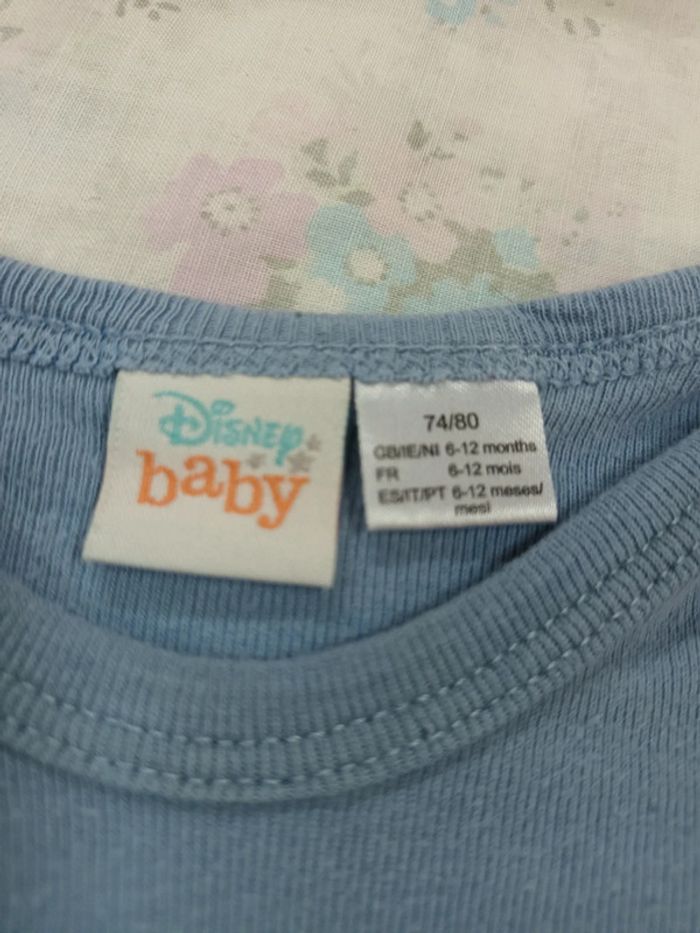 Disney
baby
74/80
GB/IE/NI 6-12 months
FR 6-12 mois
ES/IT/PT 6-12 meses/
mesi